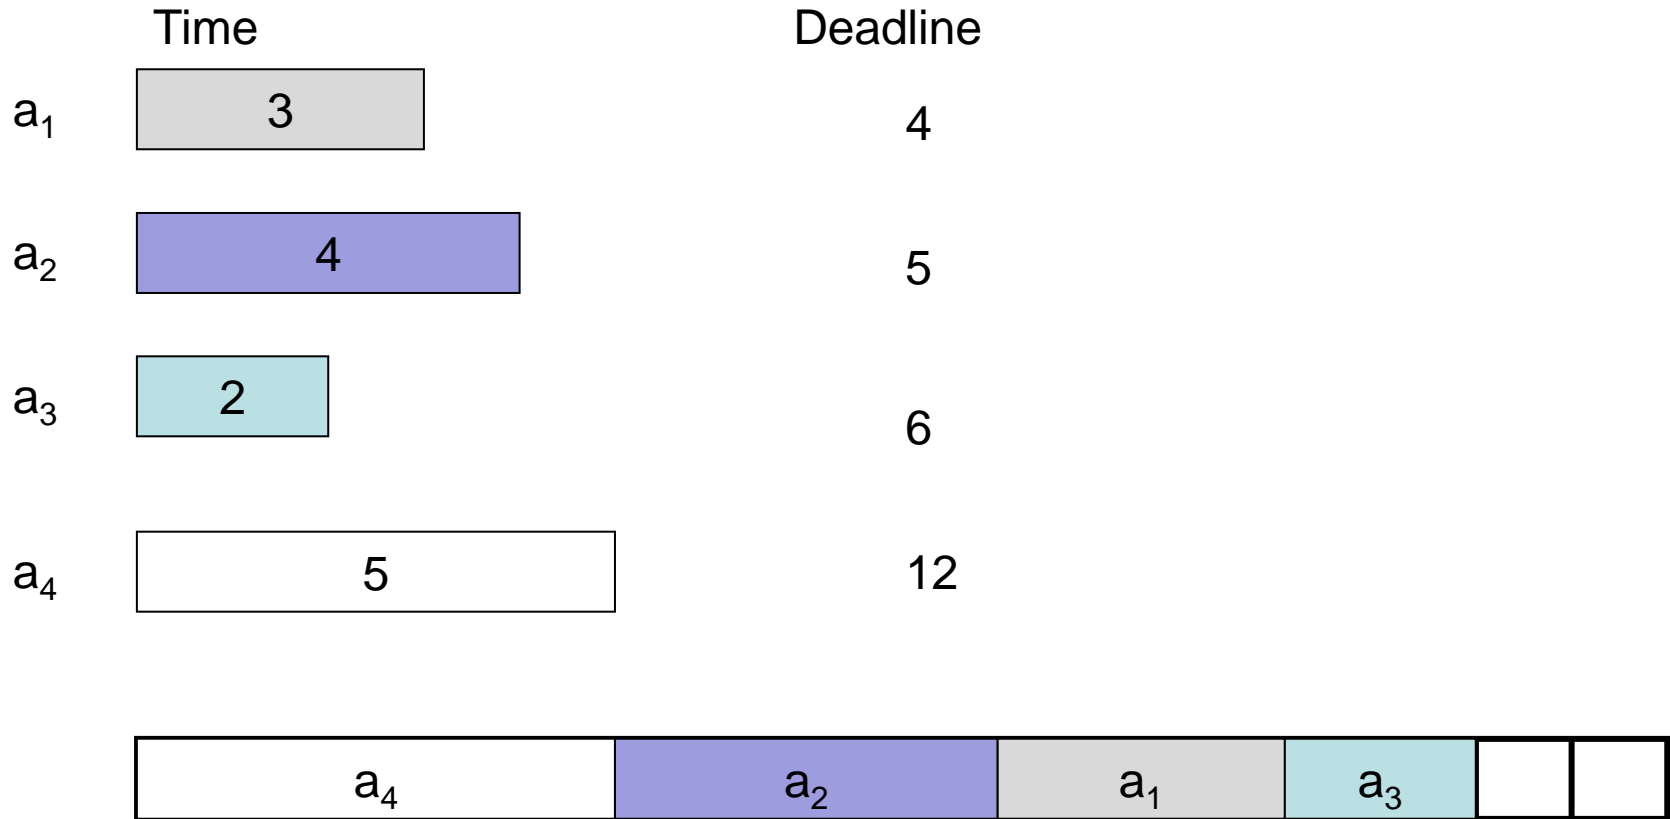 Time Deadline
a₁ 3 4
a₂ 4 5
a₃ 2 6
a₄ 5 12
a₄ a₂ a₁ a₃